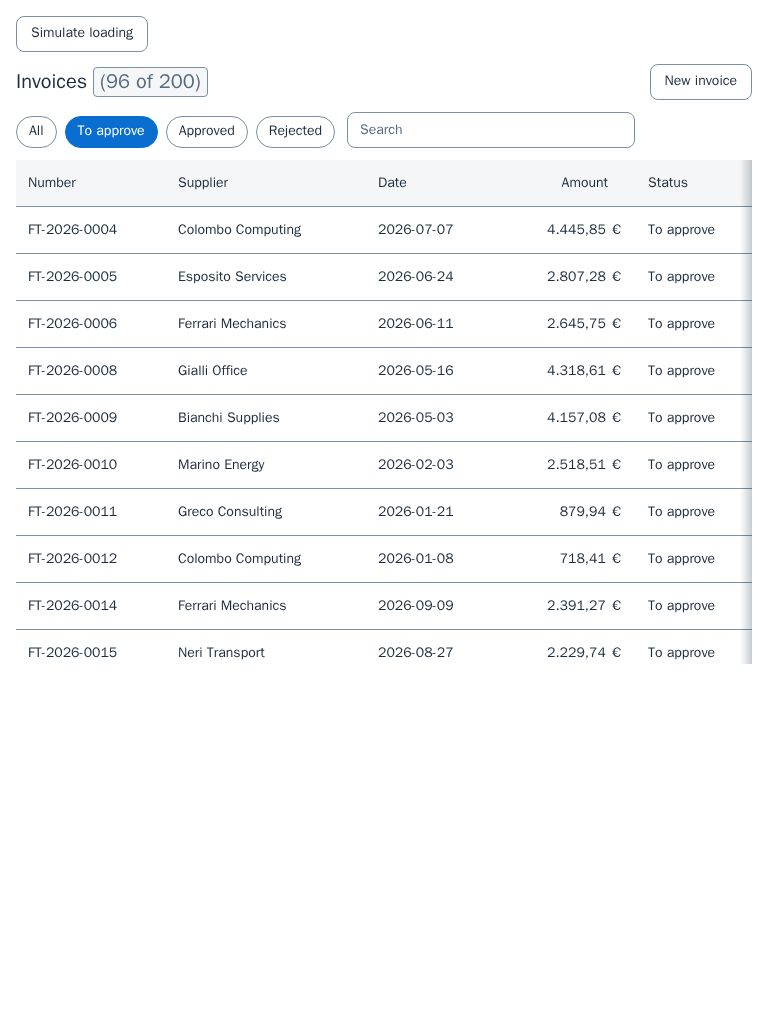 Simulate loading
Invoices (96 of 200)
New invoice
All To approve Approved Rejected Search
Number Supplier Date Amount Status
FT-2026-0004 Colombo Computing 2026-07-07 4.445,85 € To approve
FT-2026-0005 Esposito Services 2026-06-24 2.807,28 € To approve
FT-2026-0006 Ferrari Mechanics 2026-06-11 2.645,75 € To approve
FT-2026-0008 Gialli Office 2026-05-16 4.318,61 € To approve
FT-2026-0009 Bianchi Supplies 2026-05-03 4.157,08 € To approve
FT-2026-0010 Marino Energy 2026-02-03 2.518,51 € To approve
FT-2026-0011 Greco Consulting 2026-01-21 879,94 € To approve
FT-2026-0012 Colombo Computing 2026-01-08 718,41 € To approve
FT-2026-0014 Ferrari Mechanics 2026-09-09 2.391,27 € To approve
FT-2026-0015 Neri Transport 2026-08-27 2.229,74 € To approve